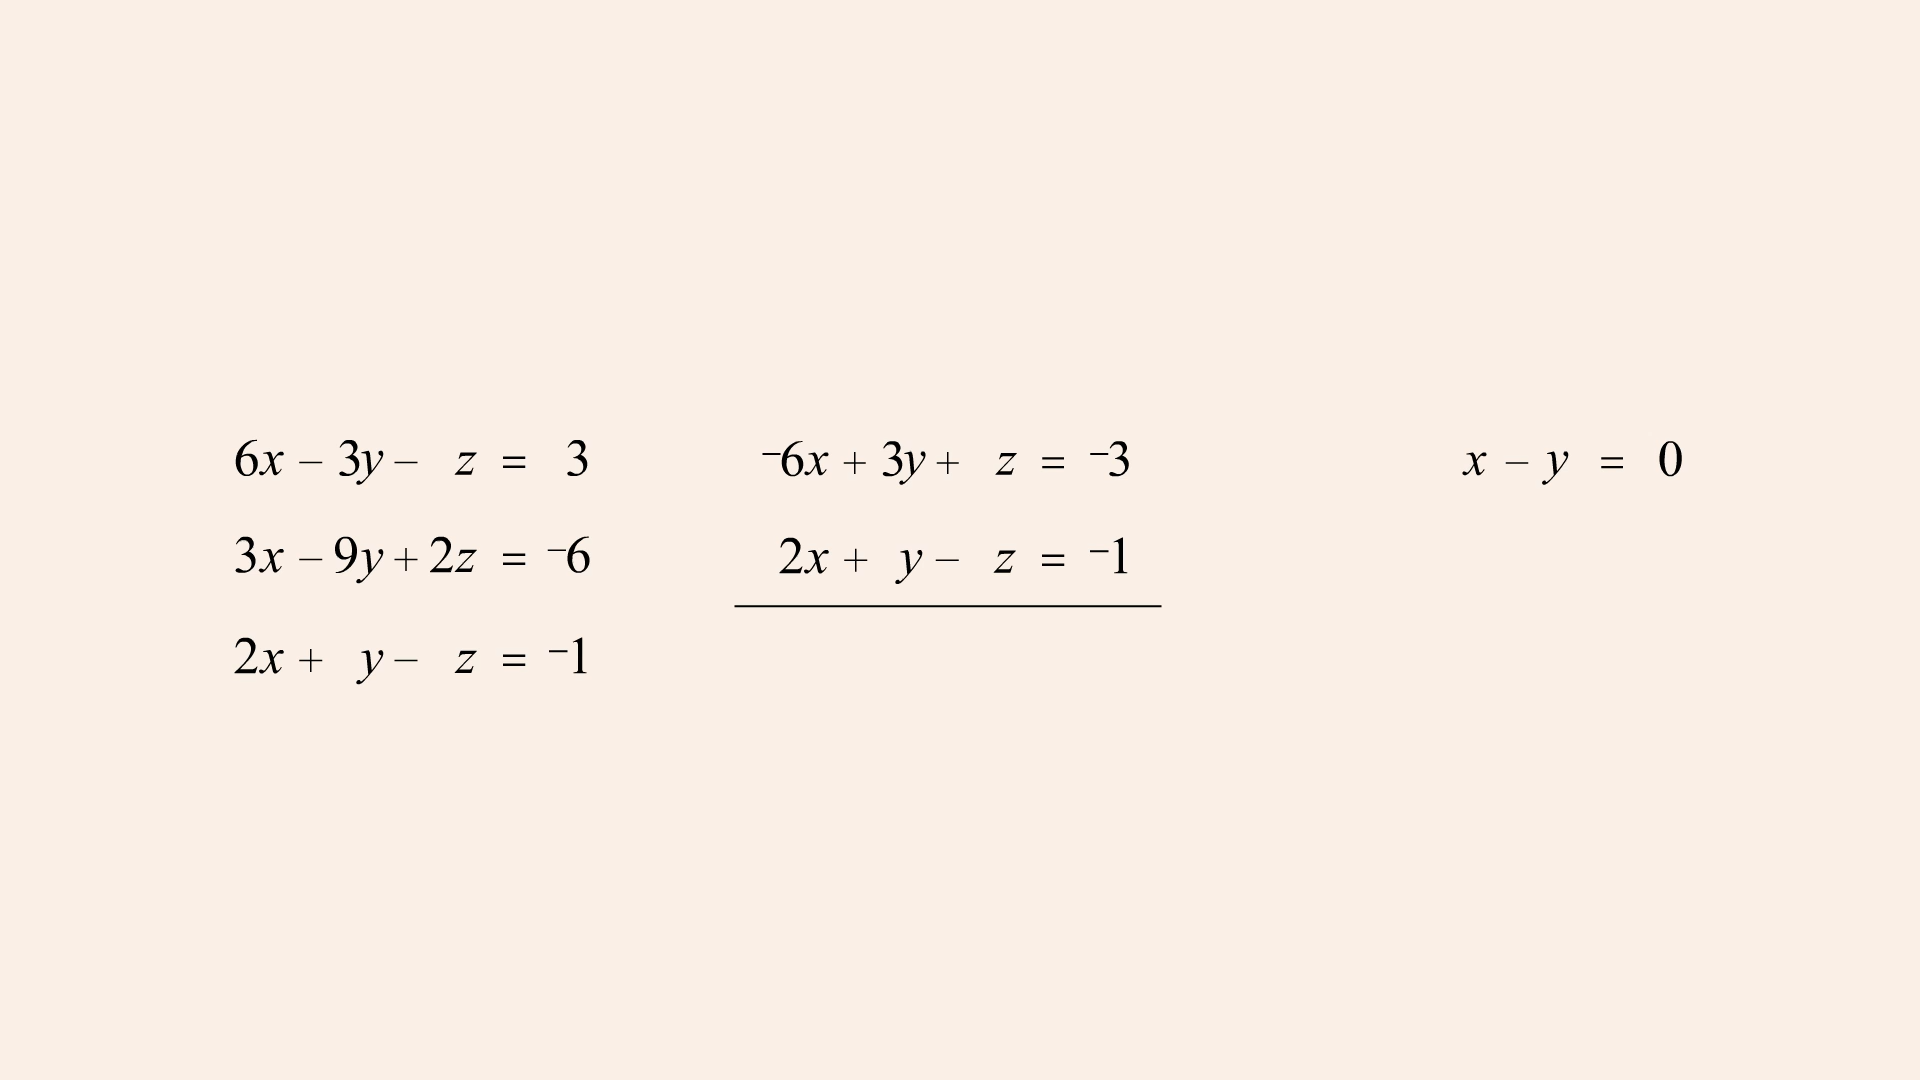 6x – 3y – z = 3
3x – 9y + 2z = ⁻6
2x + y – z = ⁻1
⁻6x + 3y + z = ⁻3
2x + y – z = ⁻1
x – y = 0